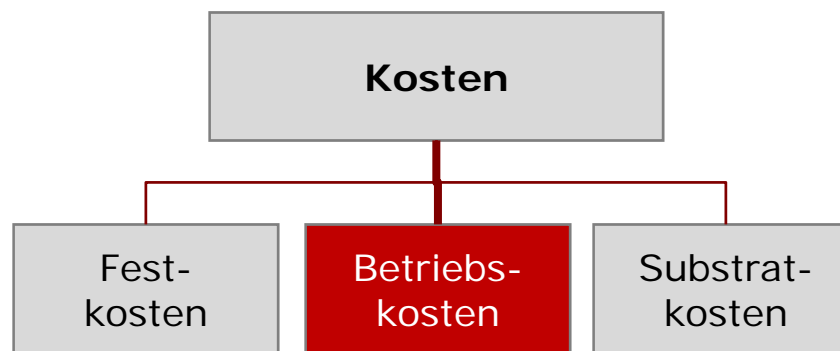 Kosten
Fest-
kosten
Betriebs-
kosten
Substrat-
kosten